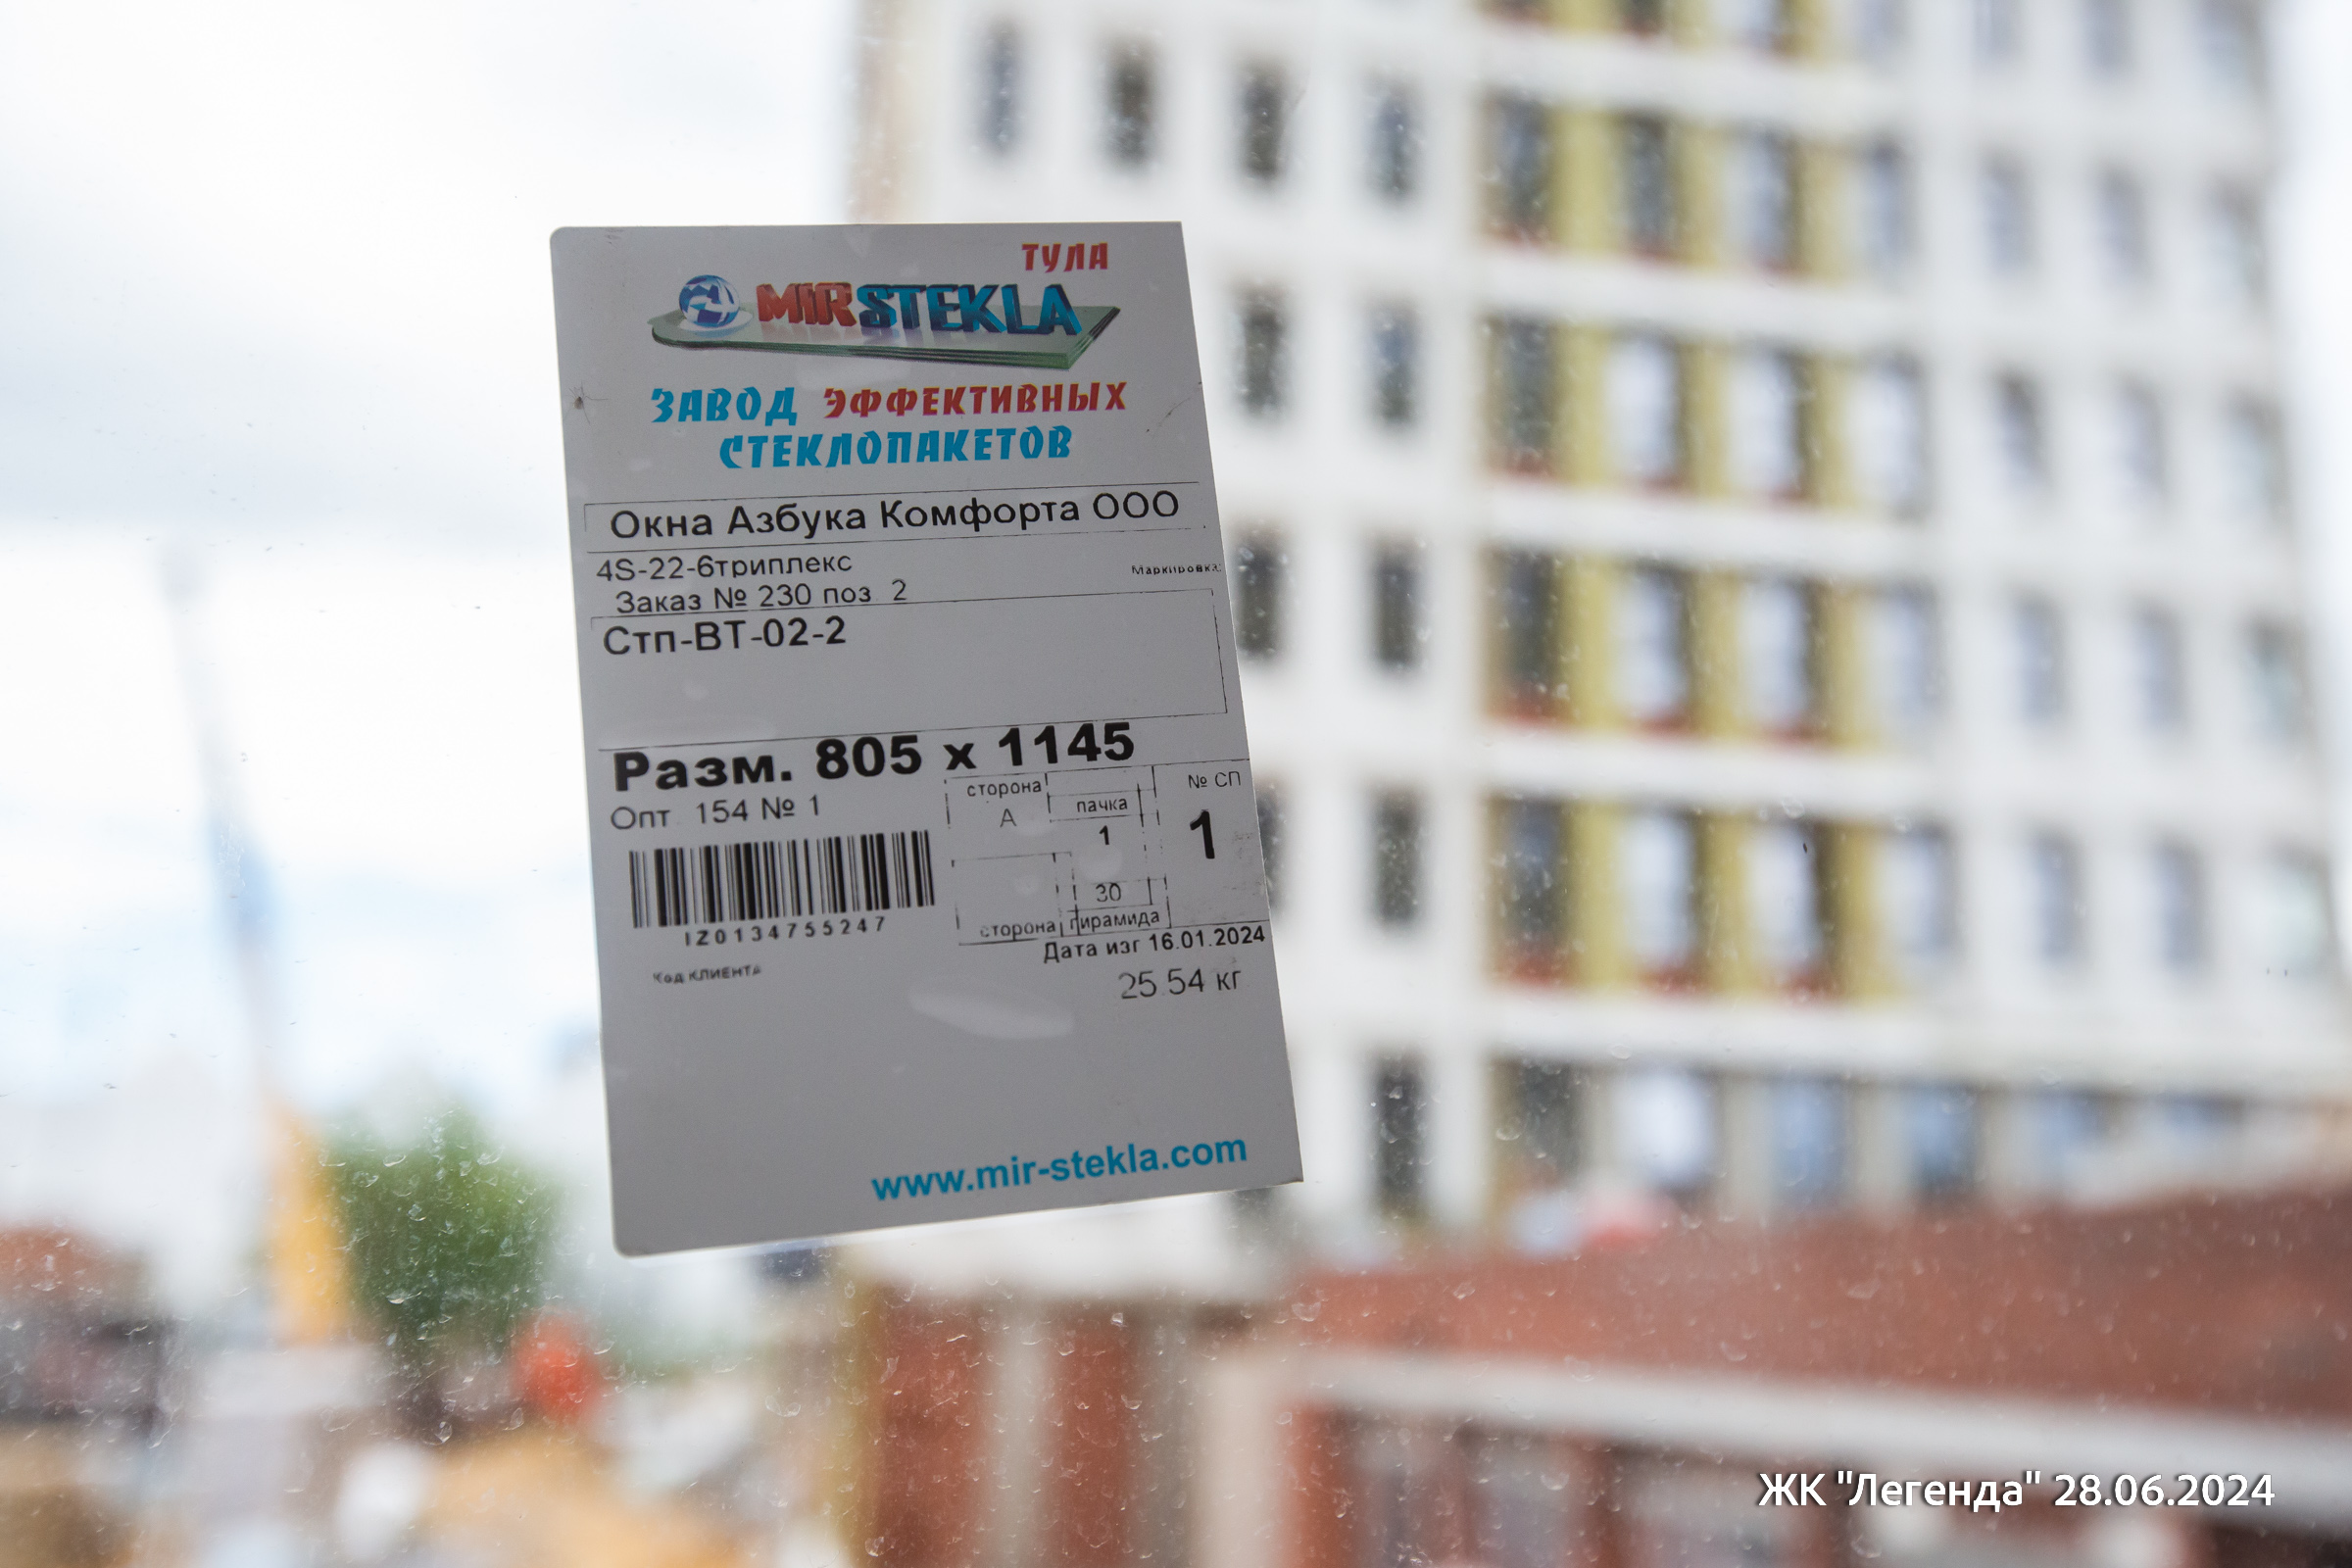 ТУЛА
MIRSTEKLA
ЗАВОД ЭФФЕКТИВНЫХ
СТЕКЛОПАКЕТОВ
Окна Азбука Комфорта ООО
4S-22-6триплекс
Маркировка:
Заказ № 230 поз 2
Стп-ВТ-02-2
Разм. 805 x 1145
Опт 154 № 1
сторона
А
пачка
1
№ СП
1
30
сторона
пирамида
IZ0134755247
Дата изг 16.01.2024
Код КЛИЕНТА
25.54 кг
www.mir-stekla.com
ЖК "Легенда" 28.06.2024